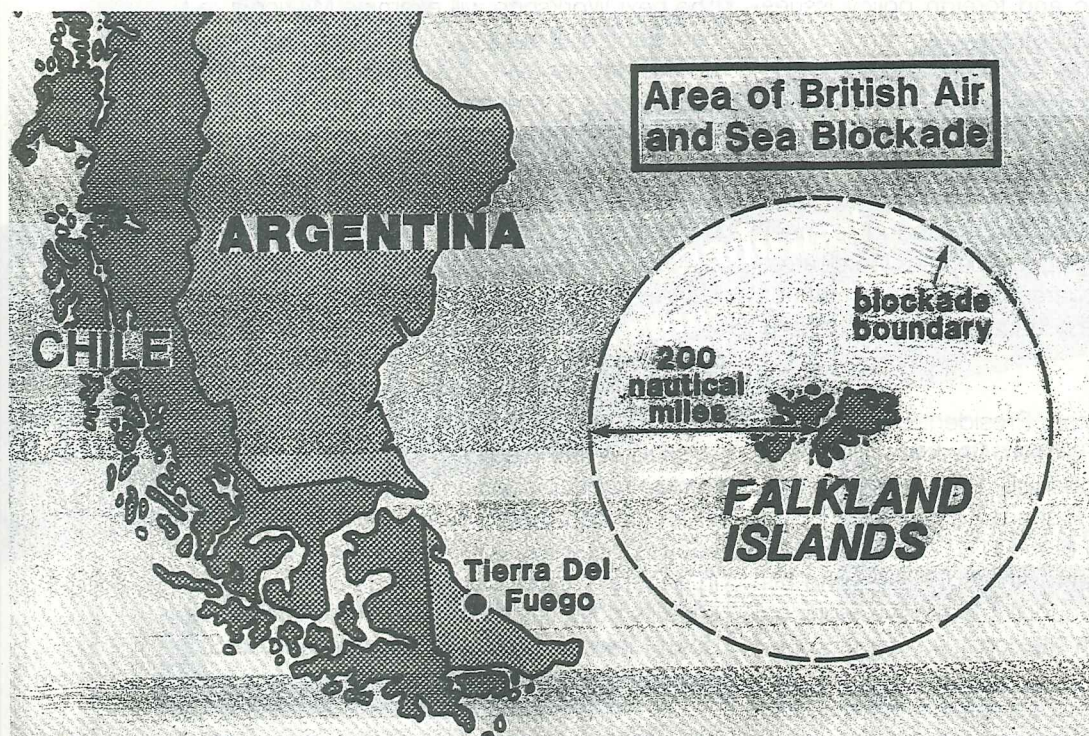 Area of British Air
and Sea Blockade
ARGENTINA
blockade
boundary
CHILE
200
nautical
miles
FALKLAND
ISLANDS
Tierra Del
Fuego